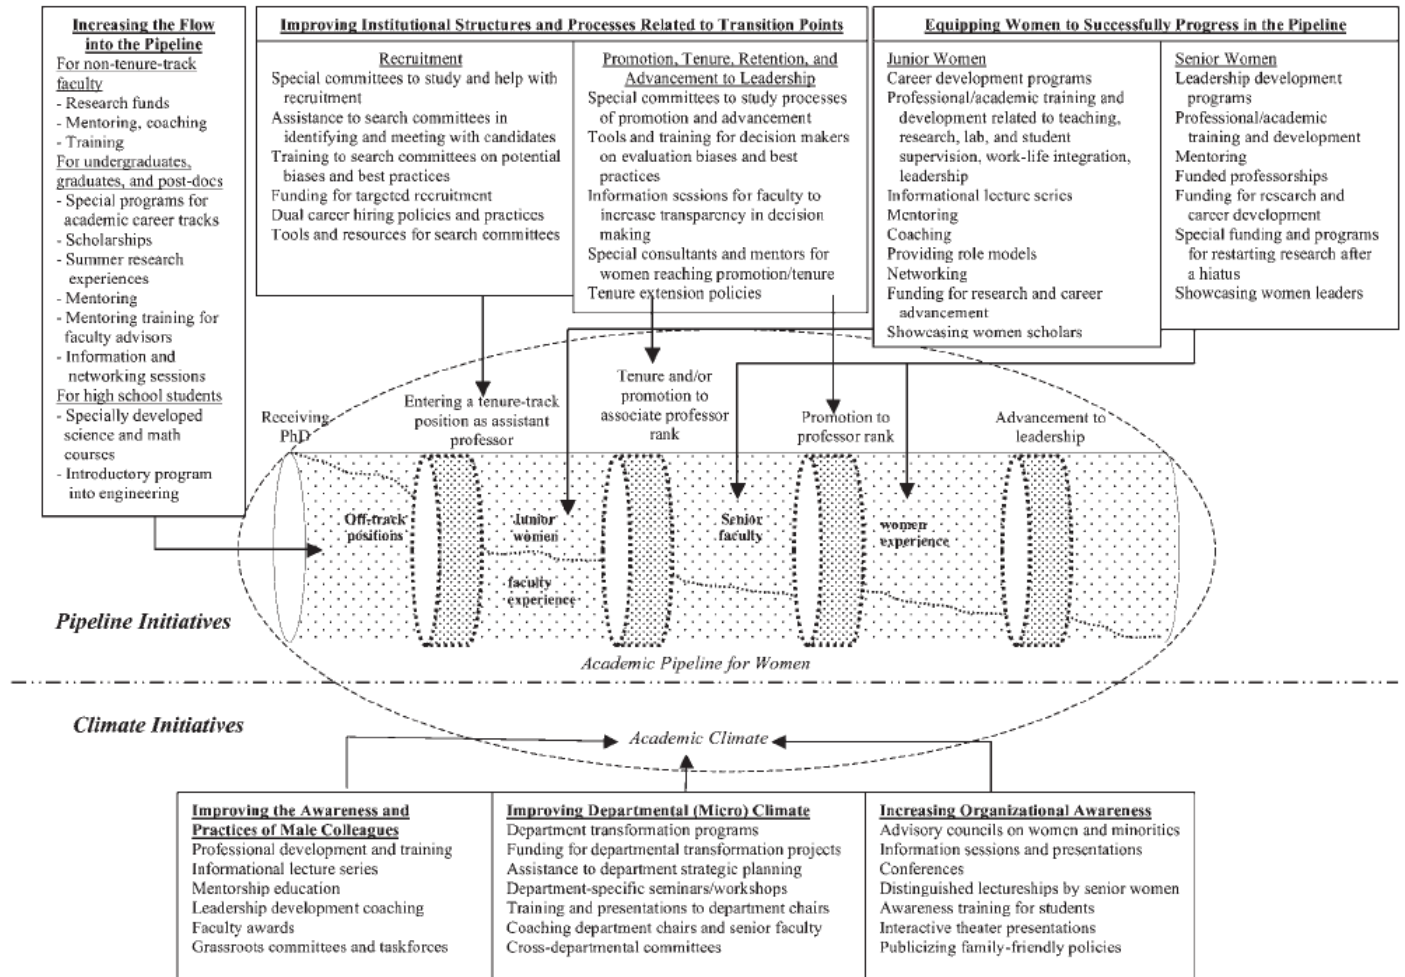 Increasing the Flow
into the Pipeline
For non-tenure-track
faculty
- Research funds
- Mentoring, coaching
- Training
For undergraduates,
graduates, and post-docs
- Special programs for
academic career tracks
- Scholarships
- Summer research
experiences
- Mentoring
- Mentoring training for
faculty advisors
- Information and
networking sessions
For high school students
- Specially developed
science and math
courses
- Introductory program
into engineering
Improving Institutional Structures and Processes Related to Transition Points
Recruitment
Special committees to study and help with
recruitment
Assistance to search committees in
identifying and meeting with candidates
Training to search committees on potential
biases and best practices
Funding for targeted recruitment
Dual career hiring policies and practices
Tools and resources for search committees
Promotion, Tenure, Retention, and
Advancement to Leadership
Special committees to study processes
of promotion and advancement
Tools and training for decision makers
on evaluation biases and best
practices
Information sessions for faculty to
increase transparency in decision
making
Special consultants and mentors for
women reaching promotion/tenure
Tenure extension policies
Equipping Women to Successfully Progress in the Pipeline
Junior Women
Career development programs
Professional/academic training and
development related to teaching,
research, lab, and student
supervision, work-life integration,
leadership
Informational lecture series
Mentoring
Coaching
Providing role models
Networking
Funding for research and career
advancement
Showcasing women scholars
Senior Women
Leadership development
programs
Professional/academic
training and development
Mentoring
Funded professorships
Funding for research and
career development
Special funding and programs
for restarting research after
a hiatus
Showcasing women leaders
Receiving
PhD
Entering a tenure-track
position as assistant
professor
Tenure and/or
promotion to
associate professor
rank
Promotion to
professor rank
Advancement to
leadership
Off-track
positions
Junior
women
faculty
experience
Senior
faculty
women
experience
Pipeline Initiatives
Academic Pipeline for Women
Climate Initiatives
Academic Climate
Improving the Awareness and
Practices of Male Colleagues
Professional development and training
Informational lecture series
Mentorship education
Leadership development coaching
Faculty awards
Grassroots committees and taskforces
Improving Departmental (Micro) Climate
Department transformation programs
Funding for departmental transformation projects
Assistance to department strategic planning
Department-specific seminars/workshops
Training and presentations to department chairs
Coaching department chairs and senior faculty
Cross-departmental committees
Increasing Organizational Awareness
Advisory councils on women and minorities
Information sessions and presentations
Conferences
Distinguished lectureships by senior women
Awareness training for students
Interactive theater presentations
Publicizing family-friendly policies